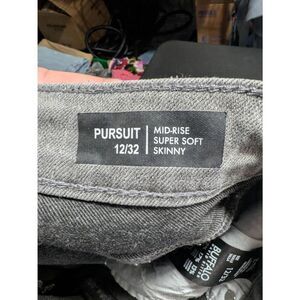 PURSUIT
12/32
MID-RISE
SUPER SOFT
SKINNY
BUFFALO